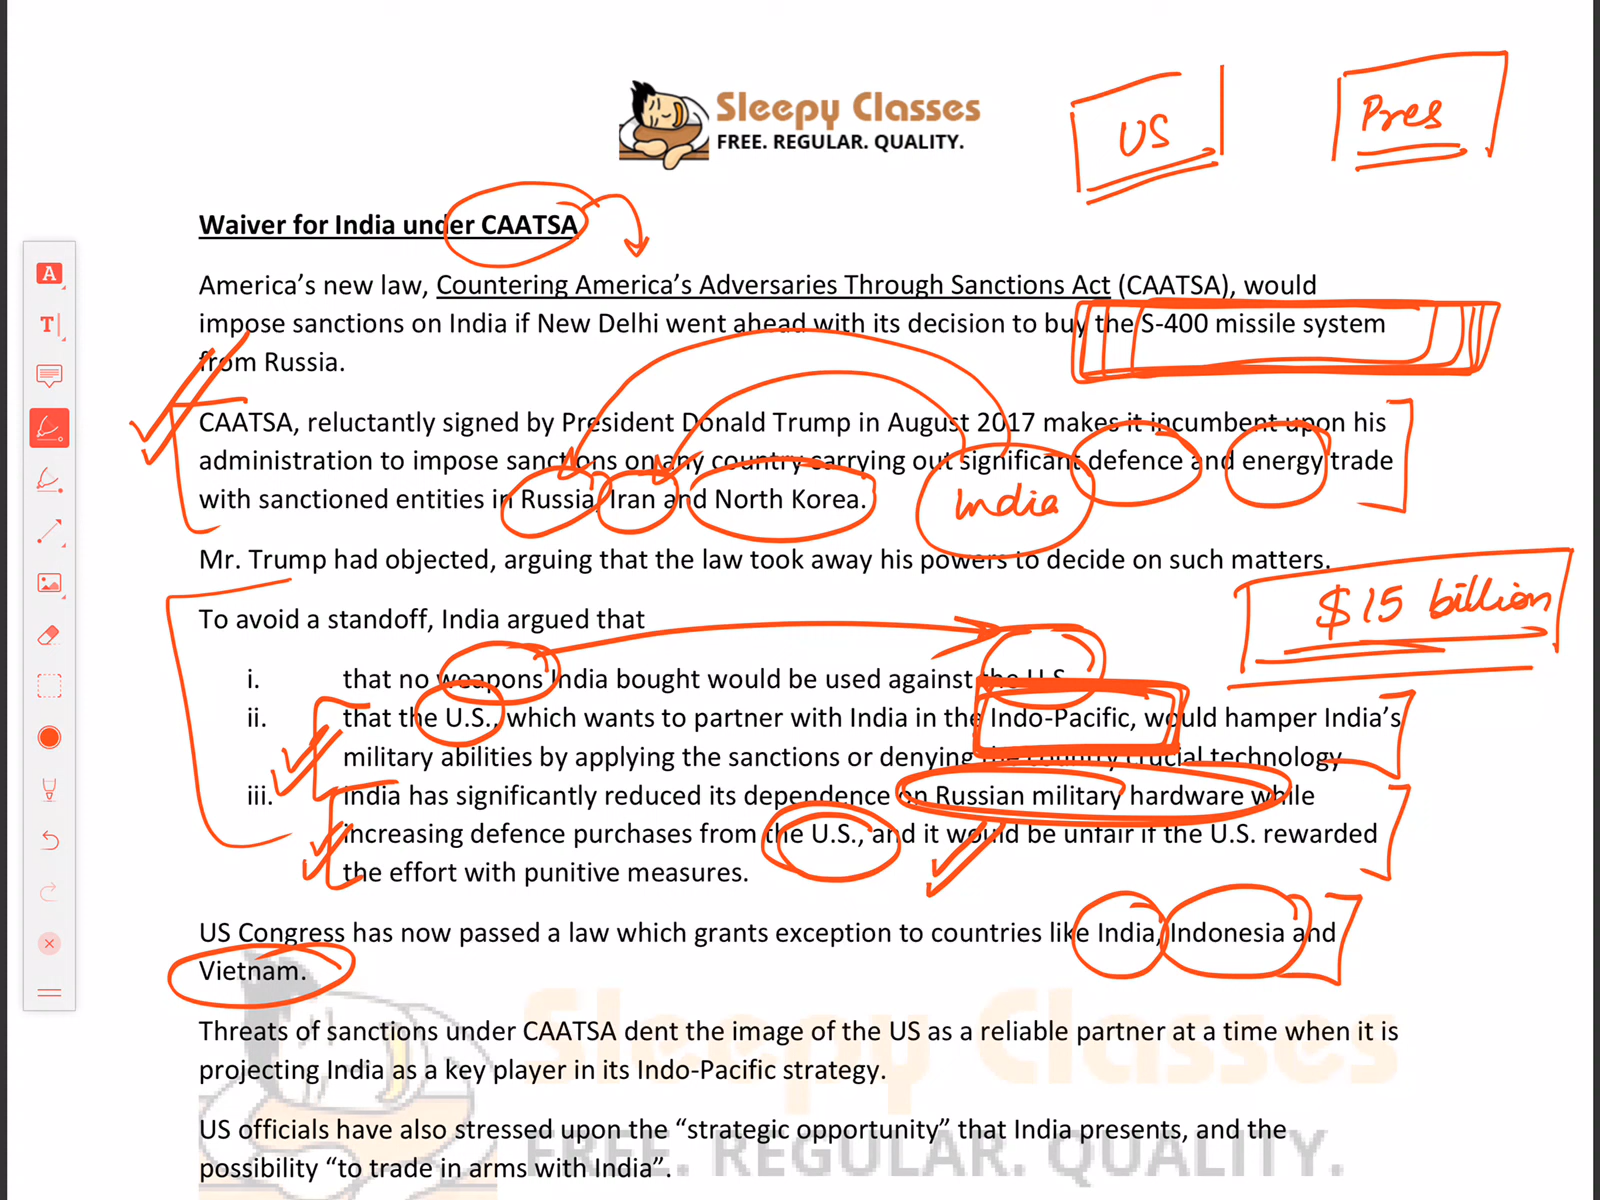 Sleepy Classes
FREE. REGULAR. QUALITY.
US
Pres
Waiver for India under CAATSA
America’s new law, Countering America’s Adversaries Through Sanctions Act (CAATSA), would
impose sanctions on India if New Delhi went ahead with its decision to buy the S-400 missile system
from Russia.
CAATSA, reluctantly signed by President Donald Trump in August 2017 makes it incumbent upon his
administration to impose sanctions on any country carrying out significant defence and energy trade
with sanctioned entities in Russia, Iran and North Korea.
India
Mr. Trump had objected, arguing that the law took away his powers to decide on such matters.
$15 billion
To avoid a standoff, India argued that
i. that no weapons India bought would be used against the U.S.
ii. that the U.S., which wants to partner with India in the Indo-Pacific, would hamper India’s
military abilities by applying the sanctions or denying the country crucial technology
iii. India has significantly reduced its dependence on Russian military hardware while
increasing defence purchases from the U.S., and it would be unfair if the U.S. rewarded
the effort with punitive measures.
US Congress has now passed a law which grants exception to countries like India, Indonesia and
Vietnam.
Threats of sanctions under CAATSA dent the image of the US as a reliable partner at a time when it is
projecting India as a key player in its Indo-Pacific strategy.
US officials have also stressed upon the “strategic opportunity” that India presents, and the
possibility “to trade in arms with India”.
Sleepy Classes
FREE. REGULAR. QUALITY.
A
T